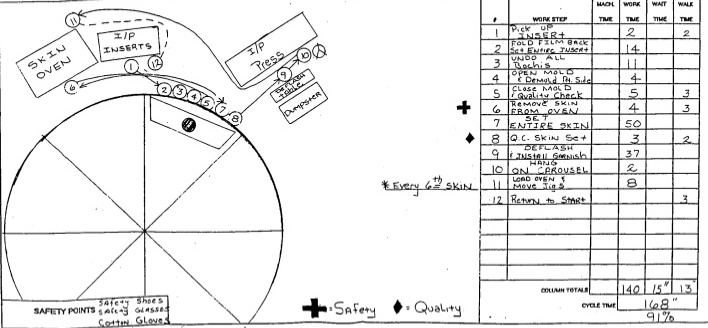 11
SKIN
OVEN
I/P
INSERTS
I/P
PRESS
12
1
6
2
3
4
5
7
8
9
10
DEFLASH
TABLE
DUMPSTER
* Every 6th SKIN
SAFETY POINTS
SAFETY SHOES
SAFETY GLASSES
COTTON GLOVES
= SAFETY
= QUALITY
# WORK STEP MACH. TIME WORK TIME WAIT TIME WALK TIME
1 Pick UP INSERT 2 2
2 FOLD FILM BACK Set ENTIRE INSERT 14
3 UNDO ALL Bochis 11
4 OPEN MOLD & Demold Pt. Side 4
5 Close MOLD & Quality Check 5 3
6 Remove SKIN FROM OVEN 4 3
7 SET ENTIRE SKIN 50
8 Q.C. SKIN Set 3 2
9 DEFLASH & INSTALL GARNISH 37
10 HANG ON CAROUSEL 2
11 LOAD OVEN & MOVE JIGS 8
12 Return to START 3
COLUMN TOTALS 140 15" 13
CYCLE TIME 168"
91%